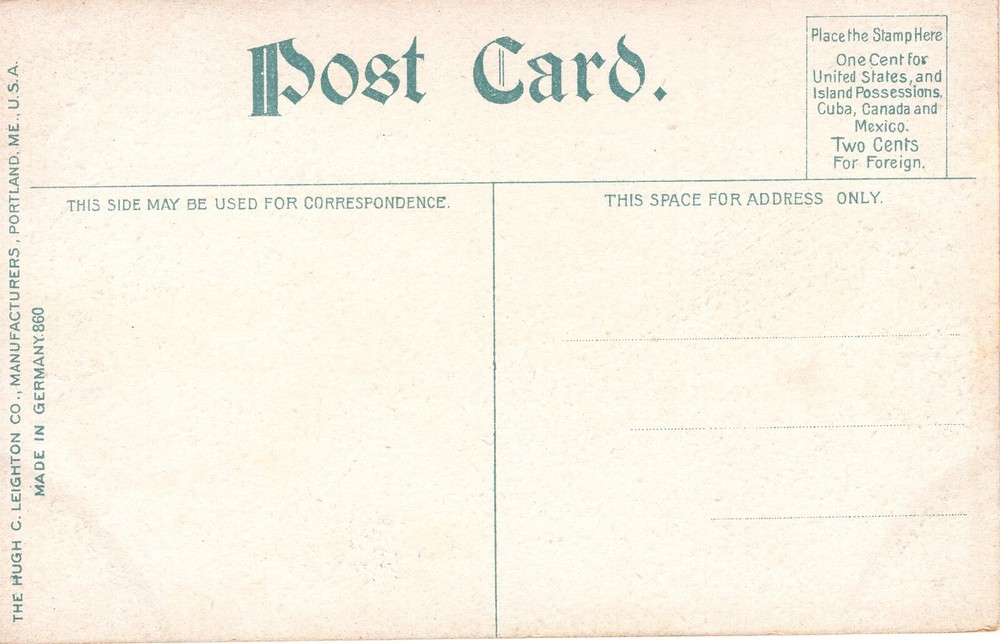 Post Card.
Place the Stamp Here
One Cent for
United States, and
Island Possessions,
Cuba, Canada and
Mexico.
Two Cents
For Foreign.
THIS SIDE MAY BE USED FOR CORRESPONDENCE.
THIS SPACE FOR ADDRESS ONLY.
THE HUGH C. LEIGHTON CO., MANUFACTURERS, PORTLAND, ME., U.S.A.
MADE IN GERMANY.860